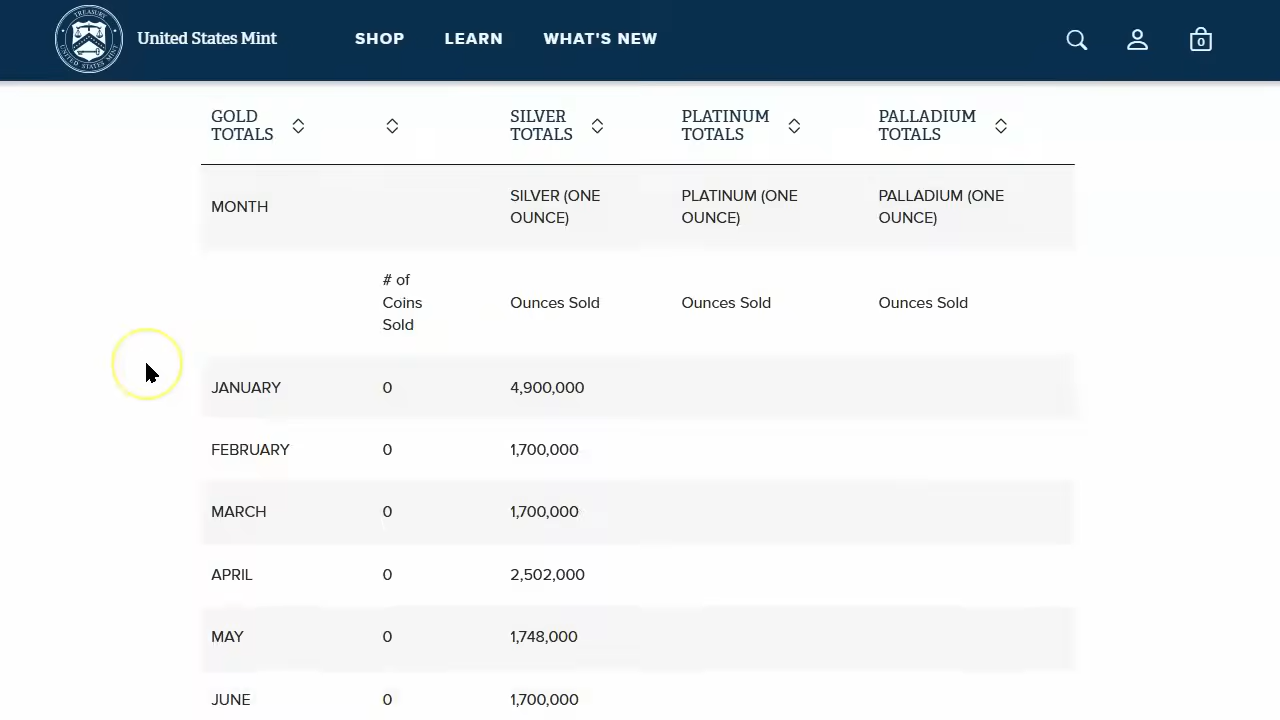 United States Mint
SHOP
LEARN
WHAT'S NEW
0
GOLD
TOTALS
SILVER
TOTALS
PLATINUM
TOTALS
PALLADIUM
TOTALS
MONTH
SILVER (ONE
OUNCE)
PLATINUM (ONE
OUNCE)
PALLADIUM (ONE
OUNCE)
# of
Coins
Sold
Ounces Sold
Ounces Sold
Ounces Sold
JANUARY 0 4,900,000
FEBRUARY 0 1,700,000
MARCH 0 1,700,000
APRIL 0 2,502,000
MAY 0 1,748,000
JUNE 0 1,700,000